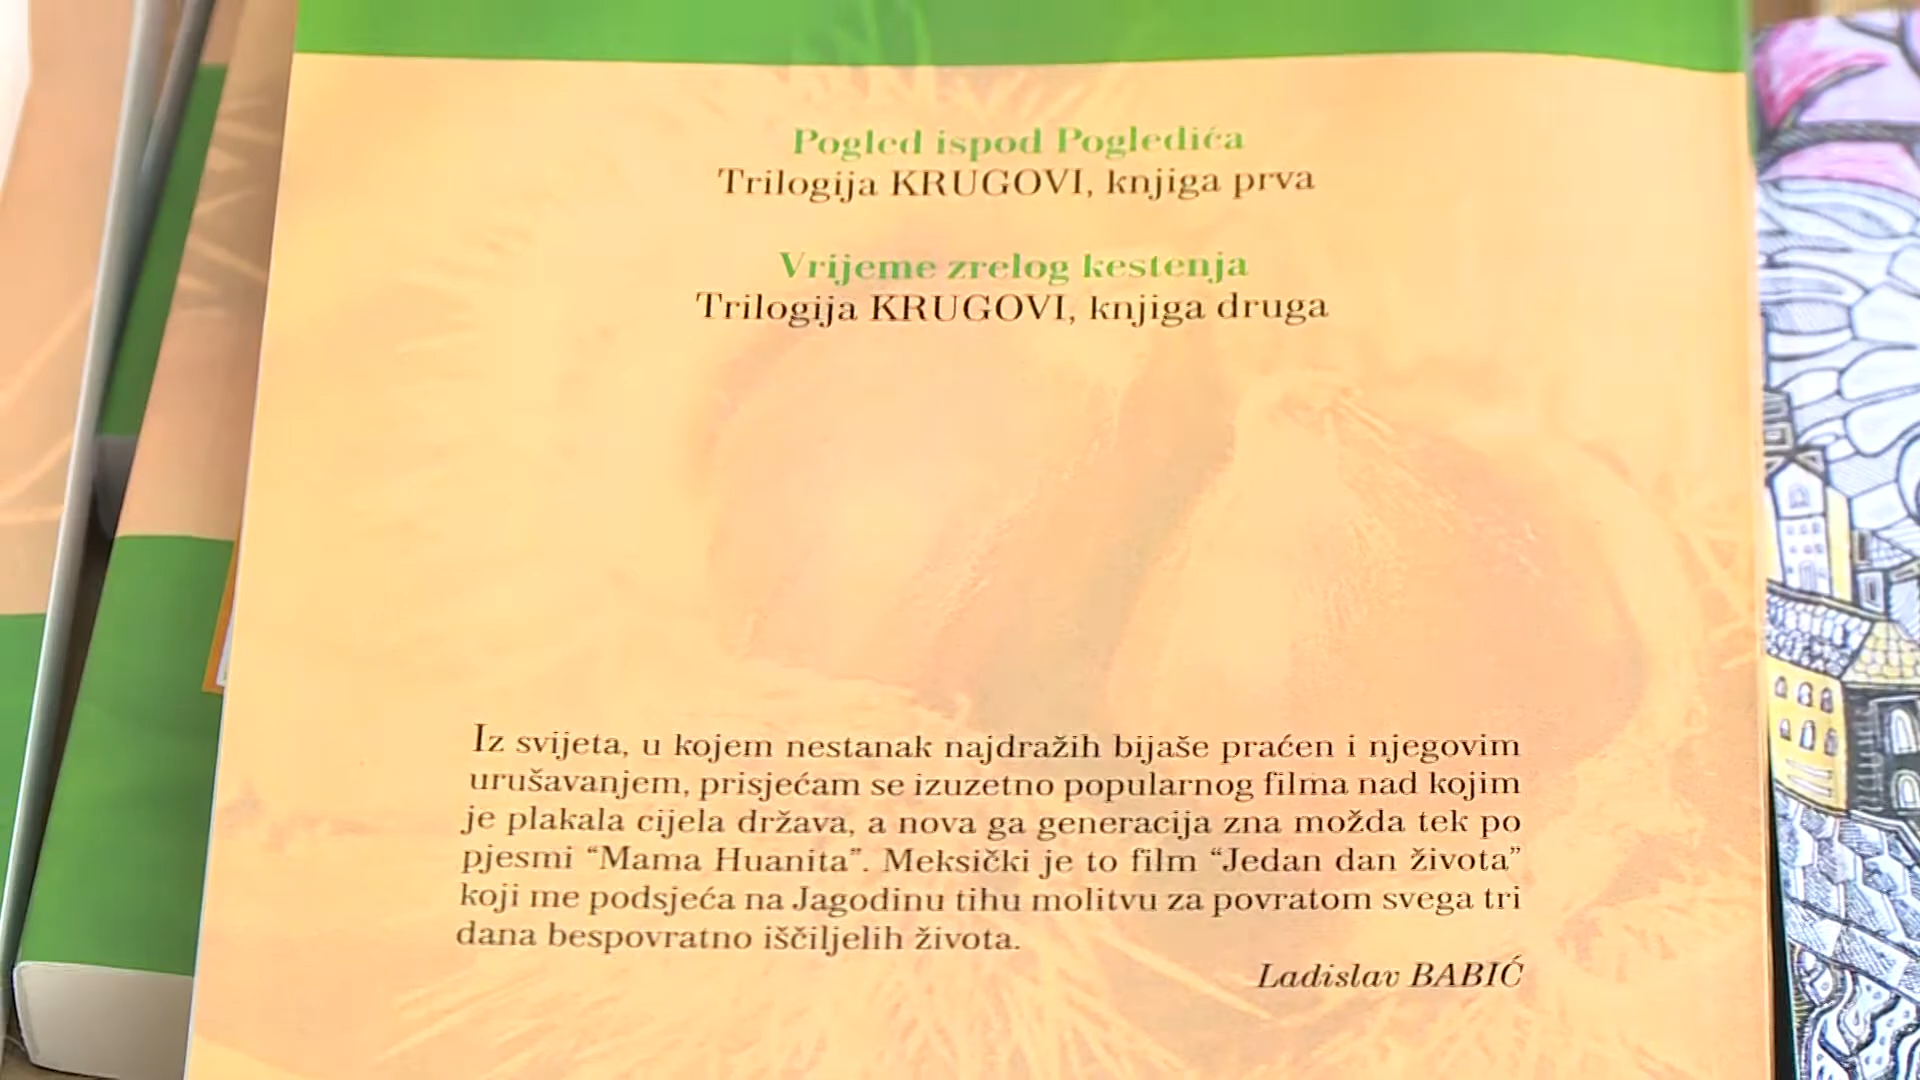 Pogled ispod Pogledića
Trilogija KRUGOVI, knjiga prva
Vrijeme zrelog kestenja
Trilogija KRUGOVI, knjiga druga
Iz svijeta, u kojem nestanak najdražih bijaše praćen i njegovim
urušavanjem, prisjećam se izuzetno popularnog filma nad kojim
je plakala cijela država, a nova ga generacija zna možda tek po
pjesmi “Mama Huanita”. Meksički je to film “Jedan dan života”
koji me podsjeća na Jagodinu tihu molitvu za povratom svega tri
dana bespovratno iščiljelih života.
Ladislav BABIĆ